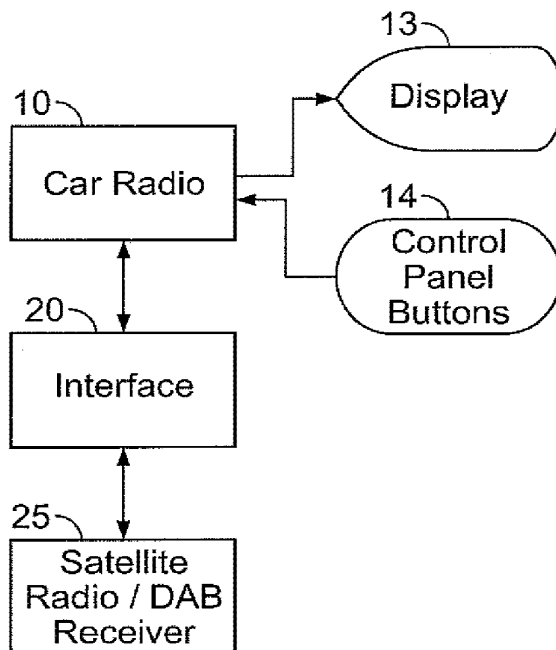 13
Display
10
Car Radio
14
Control
Panel
Buttons
20
Interface
25
Satellite
Radio / DAB
Receiver